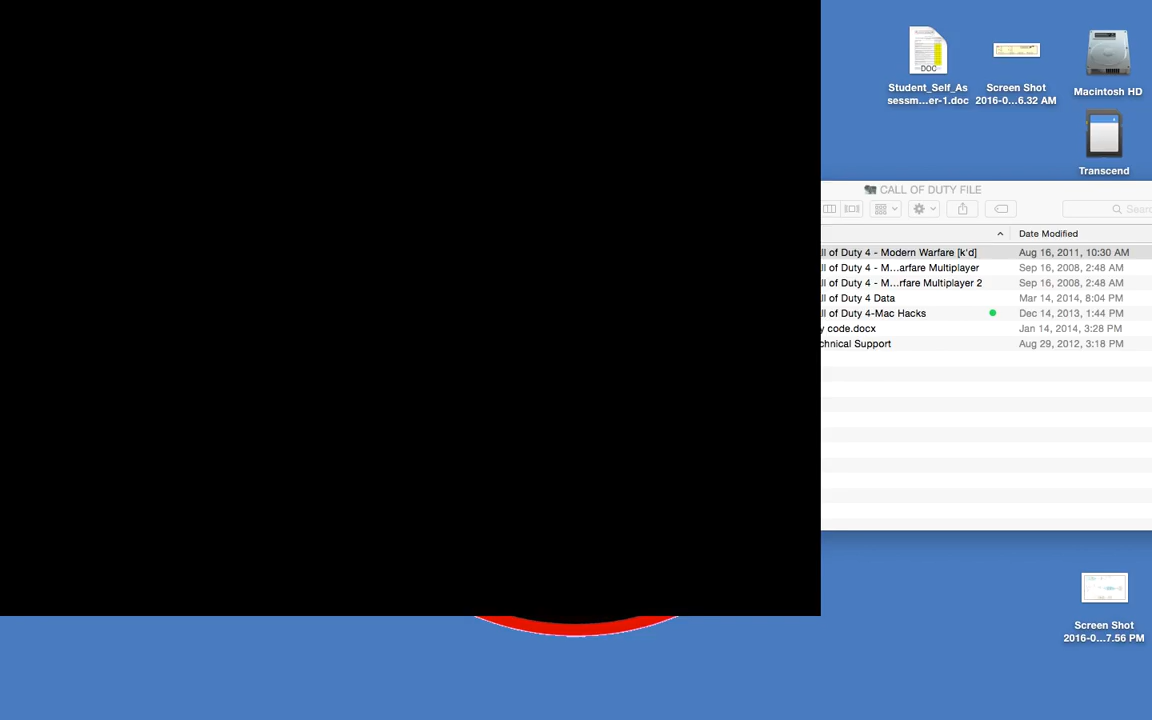 DOC
Student_Self_As
sessm...er-1.doc
Screen Shot
2016-0...6.32 AM
Macintosh HD
Transcend
CALL OF DUTY FILE
Sear
Date Modified
ll of Duty 4 - Modern Warfare [k'd] Aug 16, 2011, 10:30 AM
ll of Duty 4 - M...arfare Multiplayer Sep 16, 2008, 2:48 AM
ll of Duty 4 - M...rfare Multiplayer 2 Sep 16, 2008, 2:48 AM
ll of Duty 4 Data Mar 14, 2014, 8:04 PM
ll of Duty 4-Mac Hacks Dec 14, 2013, 1:44 PM
y code.docx Jan 14, 2014, 3:28 PM
chnical Support Aug 29, 2012, 3:18 PM
Screen Shot
2016-0...7.56 PM